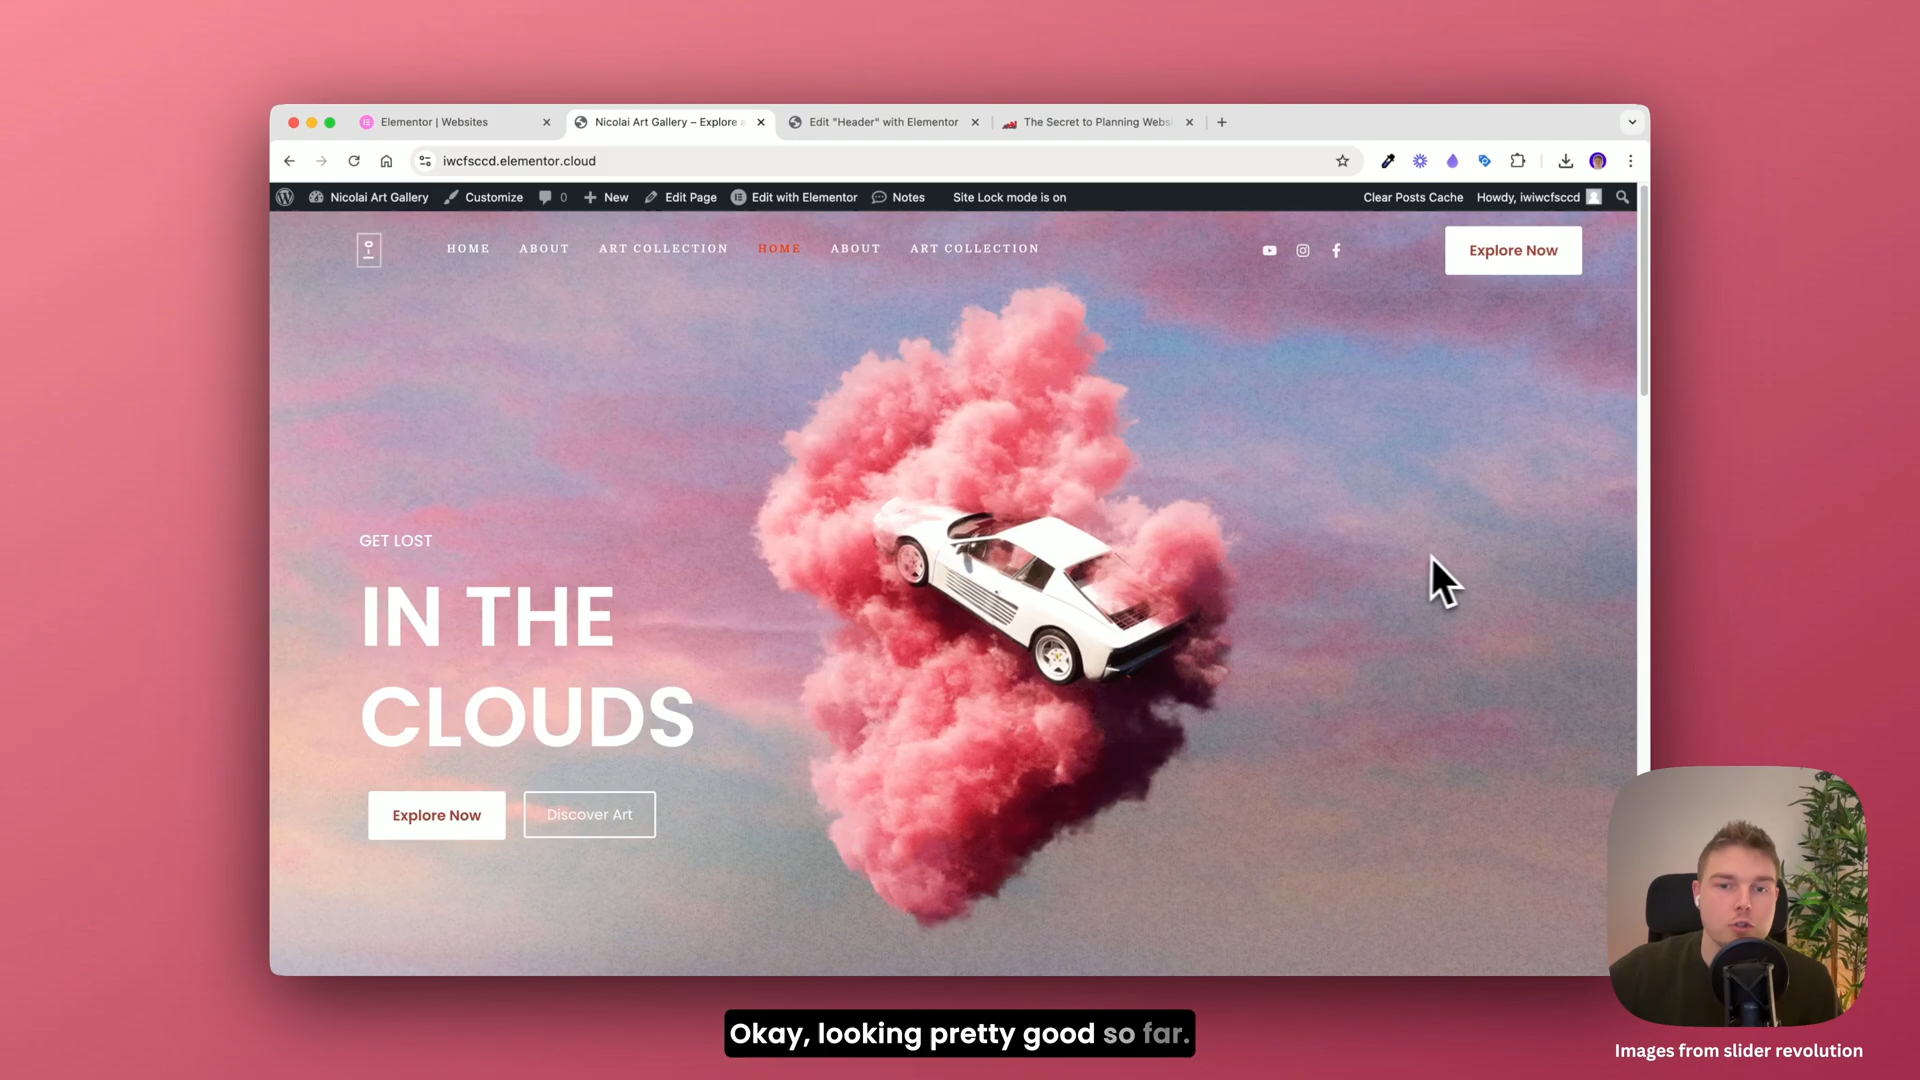 Elementor | Websites
Nicolai Art Gallery – Explore a
Edit "Header" with Elementor
The Secret to Planning Websi
iwcfsccd.elementor.cloud
Nicolai Art Gallery
Customize
0
New
Edit Page
Edit with Elementor
Notes
Site Lock mode is on
Clear Posts Cache
Howdy, iwiwcfsccd
HOME
ABOUT
ART COLLECTION
HOME
ABOUT
ART COLLECTION
Explore Now
GET LOST
IN THE
CLOUDS
Explore Now
Discover Art
Okay, looking pretty good so far.
Images from slider revolution